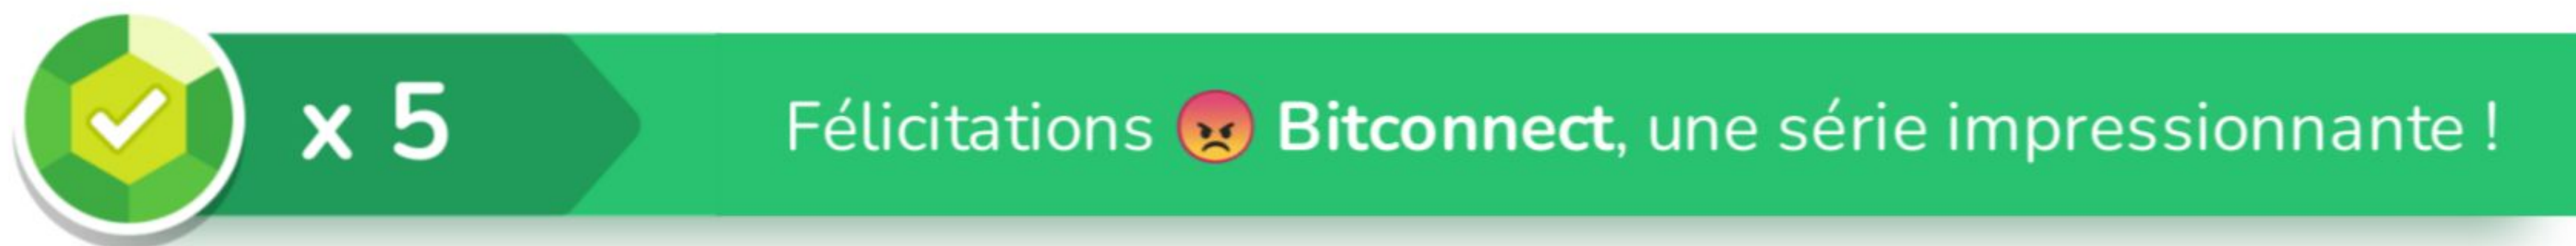 x 5 Félicitations 😡 Bitconnect, une série impressionnante !